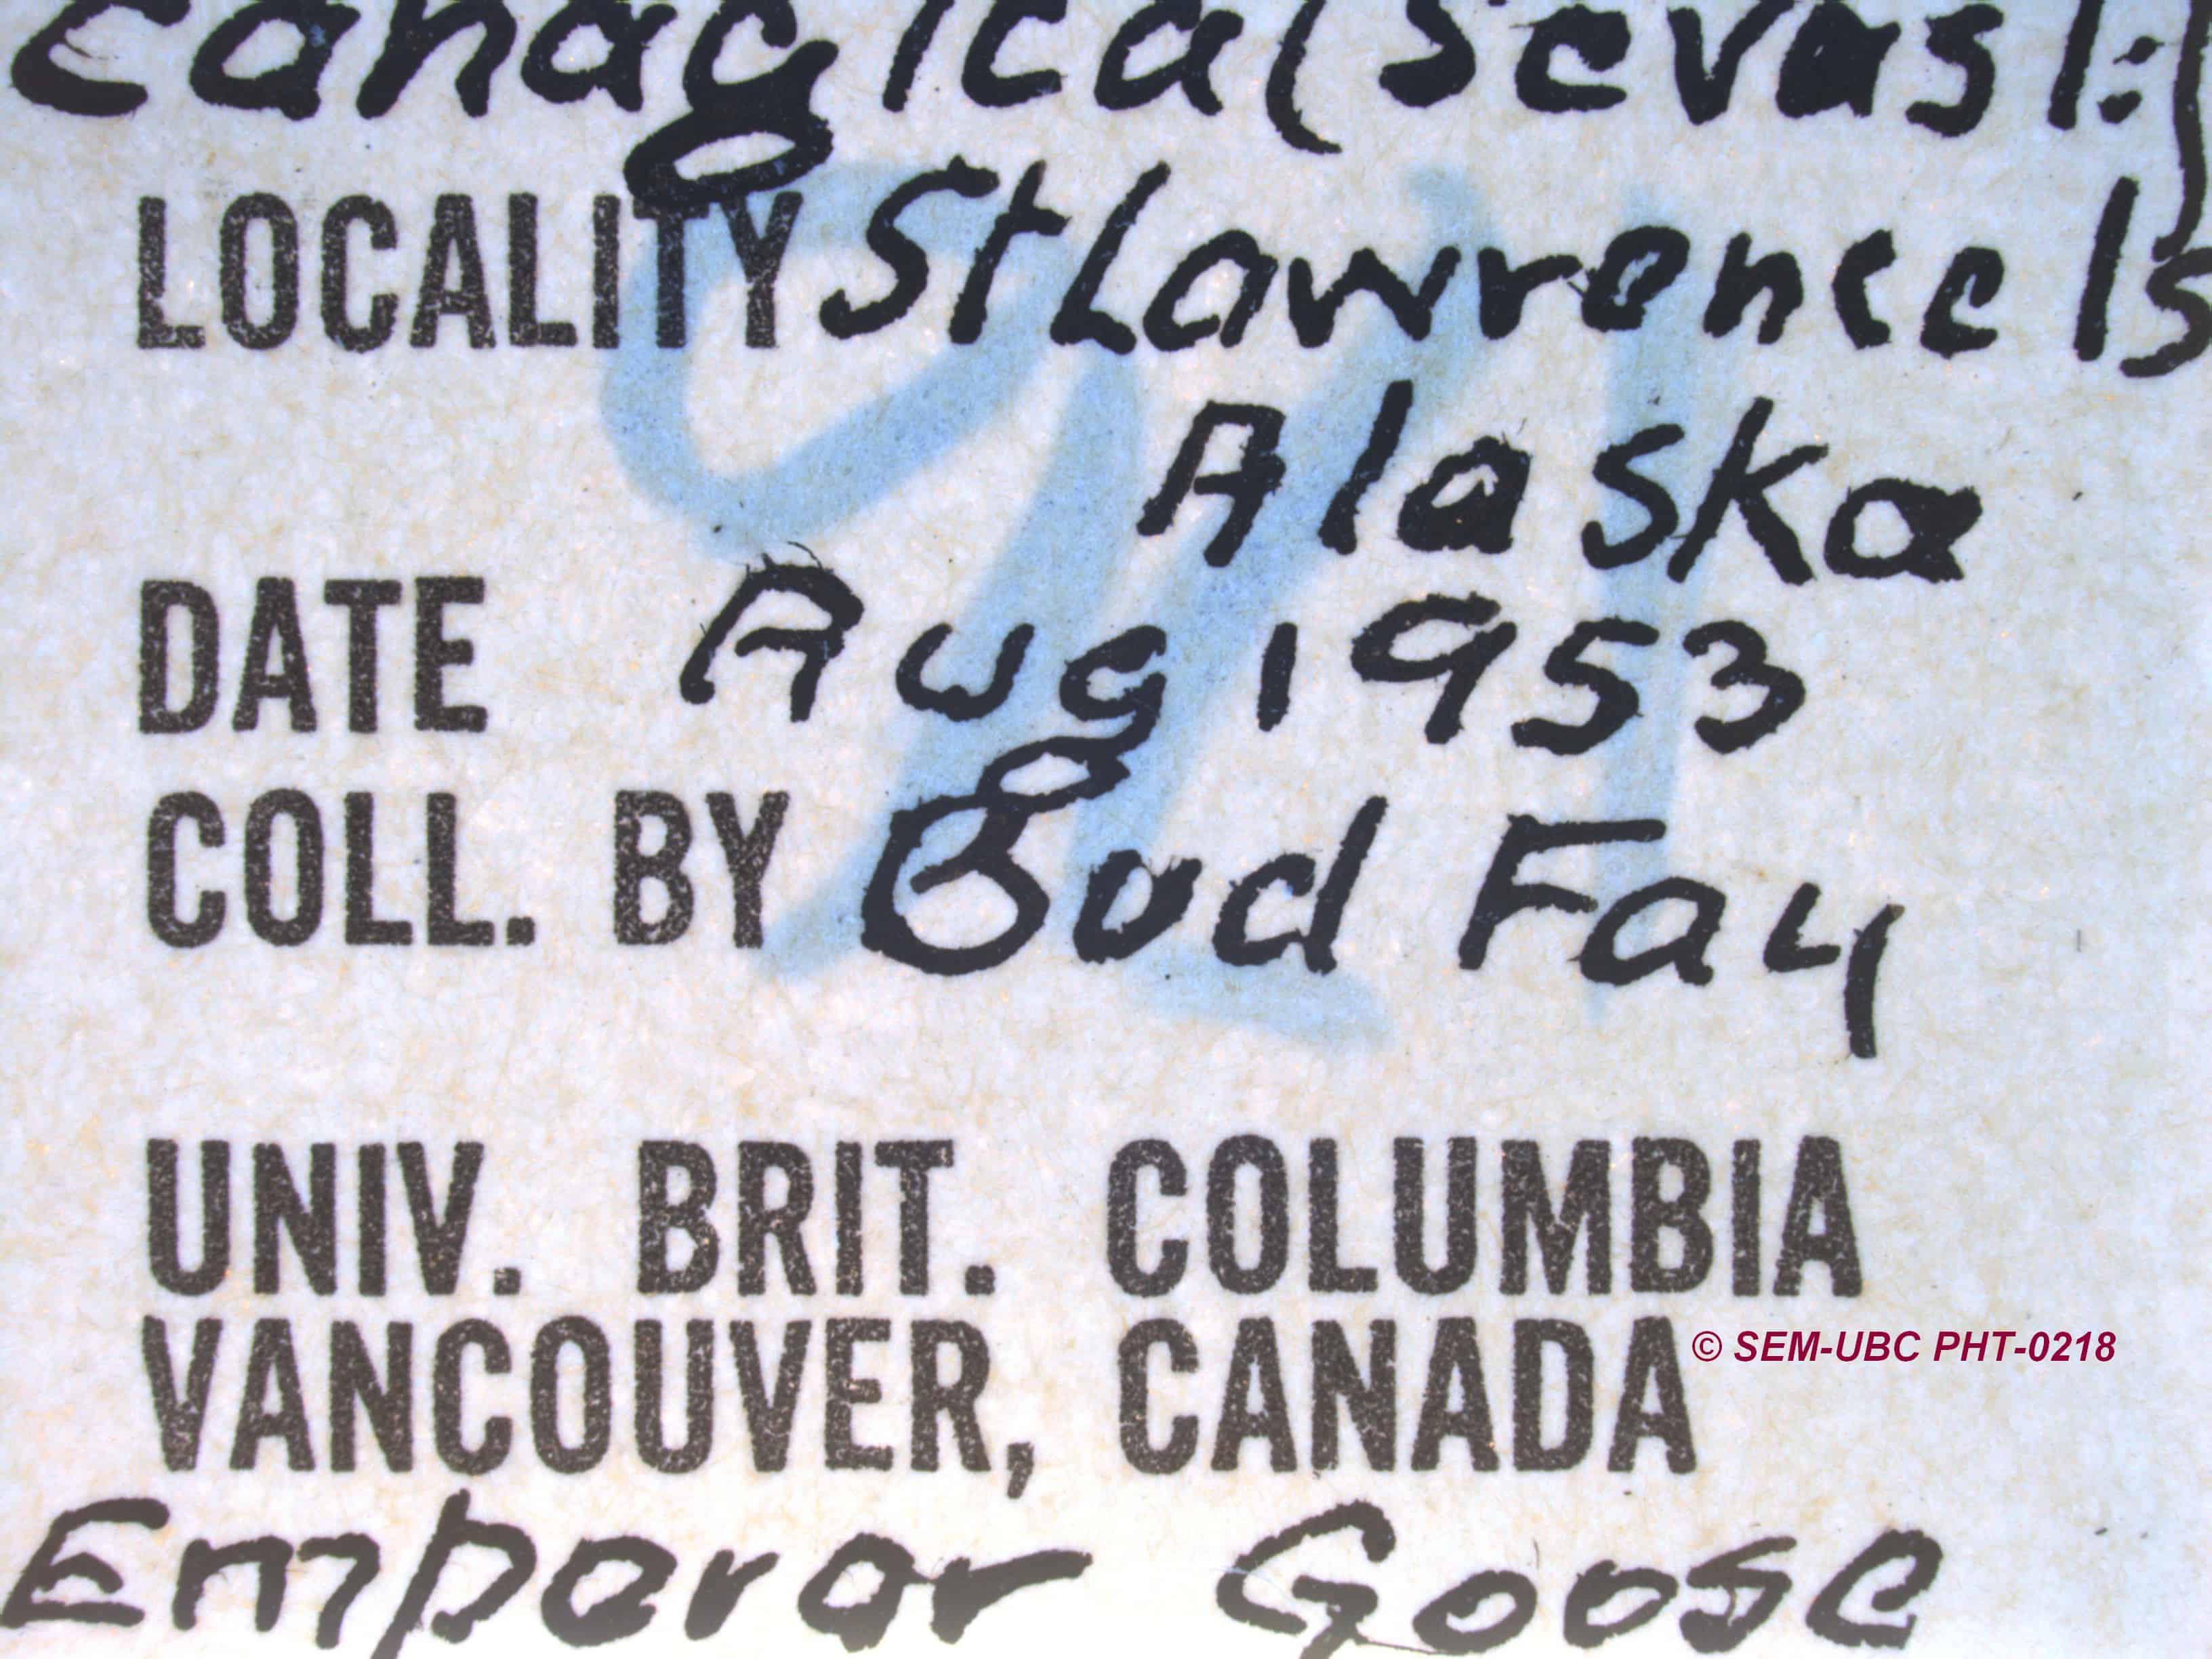 canagica (Sevast:)
LOCALITY St Lawrence Is
Alaska
DATE Aug 1953
COLL. BY Bud Fay
UNIV. BRIT. COLUMBIA
VANCOUVER, CANADA
© SEM-UBC PHT-0218
Emperor Goose